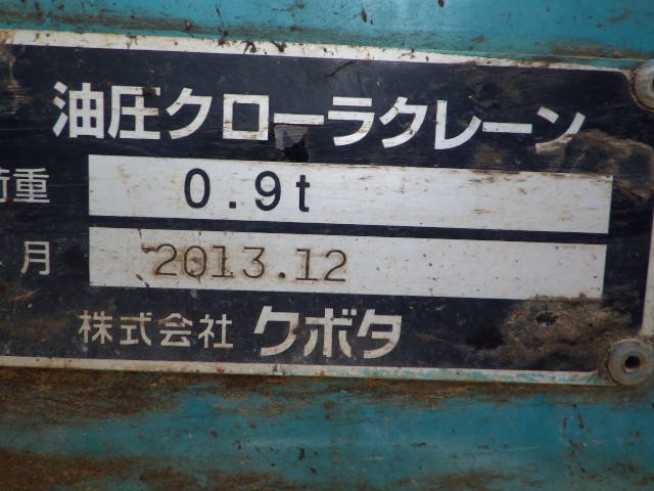 油圧クローラクレーン
荷重 0.9t
月 2013.12
株式会社 クボタ